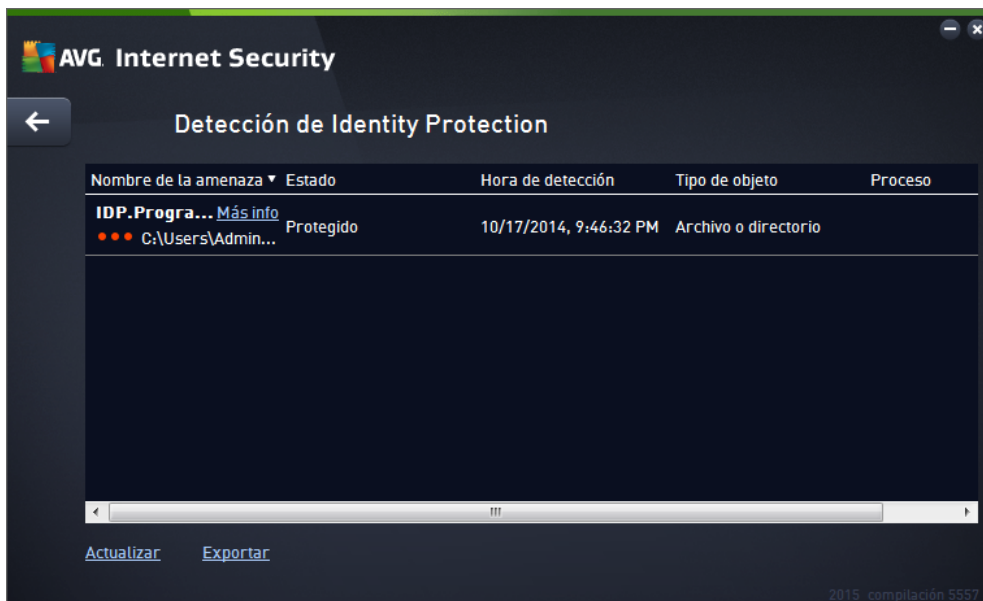 AVG. Internet Security
Detección de Identity Protection
Nombre de la amenaza Estado Hora de detección Tipo de objeto Proceso
IDP.Progra... Más info
C:\Users\Admin...
Protegido 10/17/2014, 9:46:32 PM Archivo o directorio
Actualizar Exportar
2015 compilación 5557